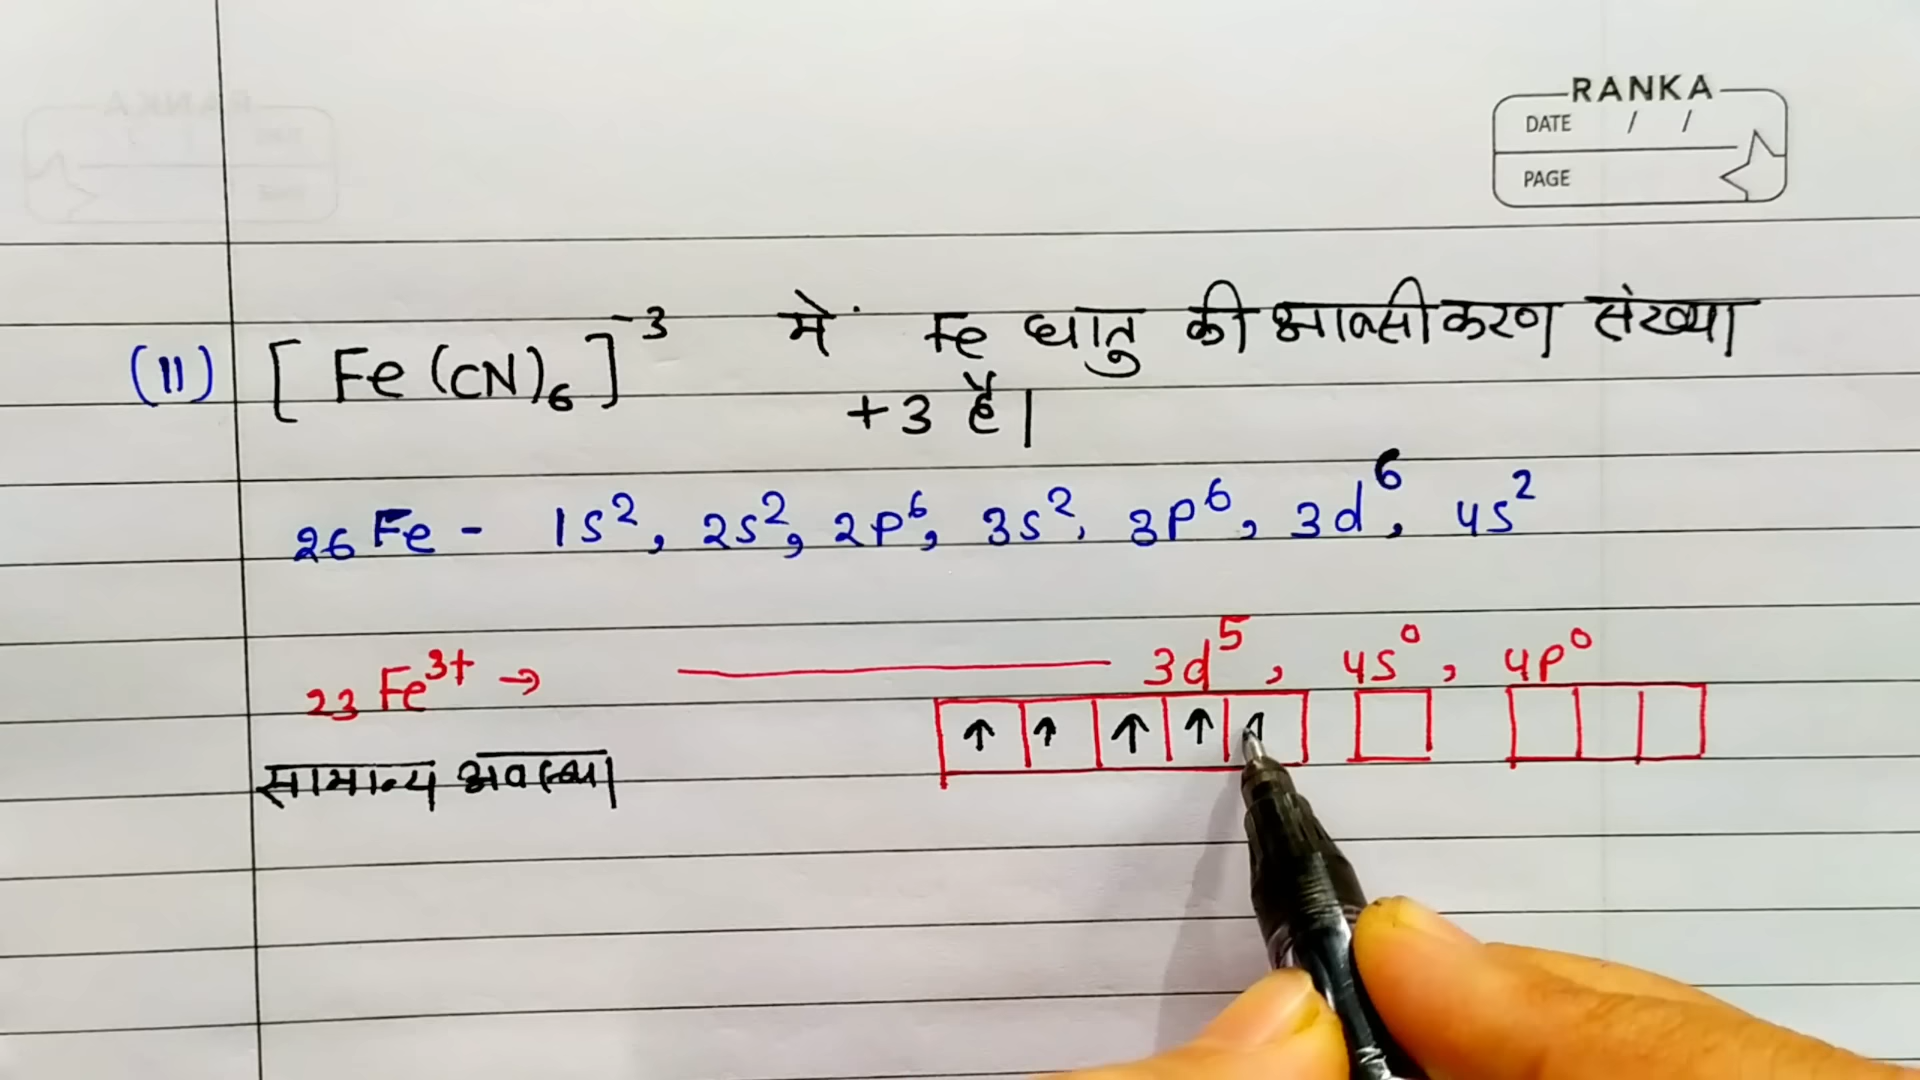 RANKA
DATE / /
PAGE
(II) [Fe(CN)₆]⁻³ में Fe धातु की आक्सीकरण संख्या
+3 है।
₂₆Fe - 1s², 2s², 2p⁶, 3s², 3p⁶, 3d⁶, 4s²
₂₃Fe³⁺ → ——— 3d⁵, 4s⁰, 4p⁰
↑ ↑ ↑ ↑
सामान्य अवस्था